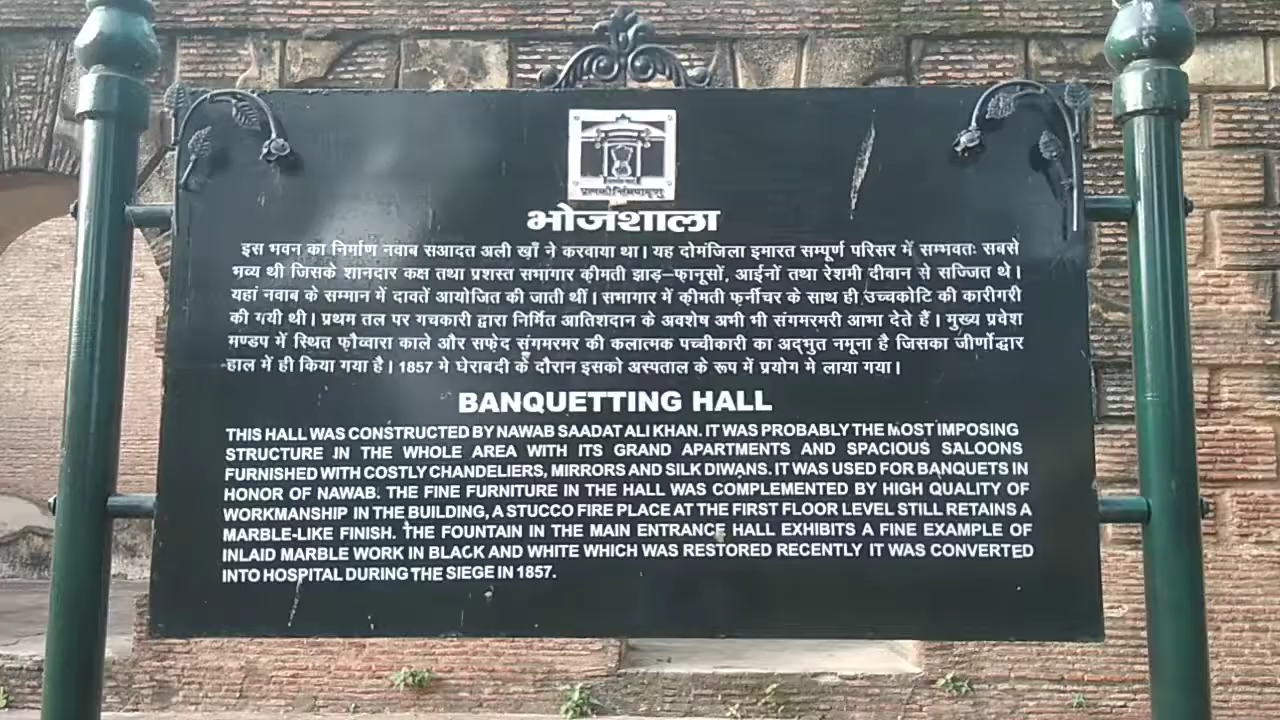 प्रत्नकीर्तिमपावृणु
भोजशाला
इस भवन का निर्माण नवाब सआदत अली खाँ ने करवाया था। यह दोमंजिला इमारत सम्पूर्ण परिसर में सम्भवतः सबसे
भव्य थी जिसके शानदार कक्ष तथा प्रशस्त सभागार क़ीमती झाड़–फ़ानूसों, आईनों तथा रेशमी दीवान से सज्जित थे।
यहां नवाब के सम्मान में दावतें आयोजित की जाती थीं। सभागार में क़ीमती फ़र्नीचर के साथ ही उच्चकोटि की कारीगरी
की गयी थी। प्रथम तल पर गचकारी द्वारा निर्मित आतिशदान के अवशेष अभी भी संगमरमरी आभा देते हैं। मुख्य प्रवेश
मण्डप में स्थित फ़ौव्वारा काले और सफ़ेद संगमरमर की कलात्मक पच्चीकारी का अद्भुत नमूना है जिसका जीर्णोद्धार
हाल में ही किया गया है। 1857 मे घेराबदी के दौरान इसको अस्पताल के रूप में प्रयोग मे लाया गया।
BANQUETTING HALL
THIS HALL WAS CONSTRUCTED BY NAWAB SAADAT ALI KHAN. IT WAS PROBABLY THE MOST IMPOSING
STRUCTURE IN THE WHOLE AREA WITH ITS GRAND APARTMENTS AND SPACIOUS SALOONS
FURNISHED WITH COSTLY CHANDELIERS, MIRRORS AND SILK DIWANS. IT WAS USED FOR BANQUETS IN
HONOR OF NAWAB. THE FINE FURNITURE IN THE HALL WAS COMPLEMENTED BY HIGH QUALITY OF
WORKMANSHIP IN THE BUILDING, A STUCCO FIRE PLACE AT THE FIRST FLOOR LEVEL STILL RETAINS A
MARBLE-LIKE FINISH. THE FOUNTAIN IN THE MAIN ENTRANCE HALL EXHIBITS A FINE EXAMPLE OF
INLAID MARBLE WORK IN BLACK AND WHITE WHICH WAS RESTORED RECENTLY IT WAS CONVERTED
INTO HOSPITAL DURING THE SIEGE IN 1857.